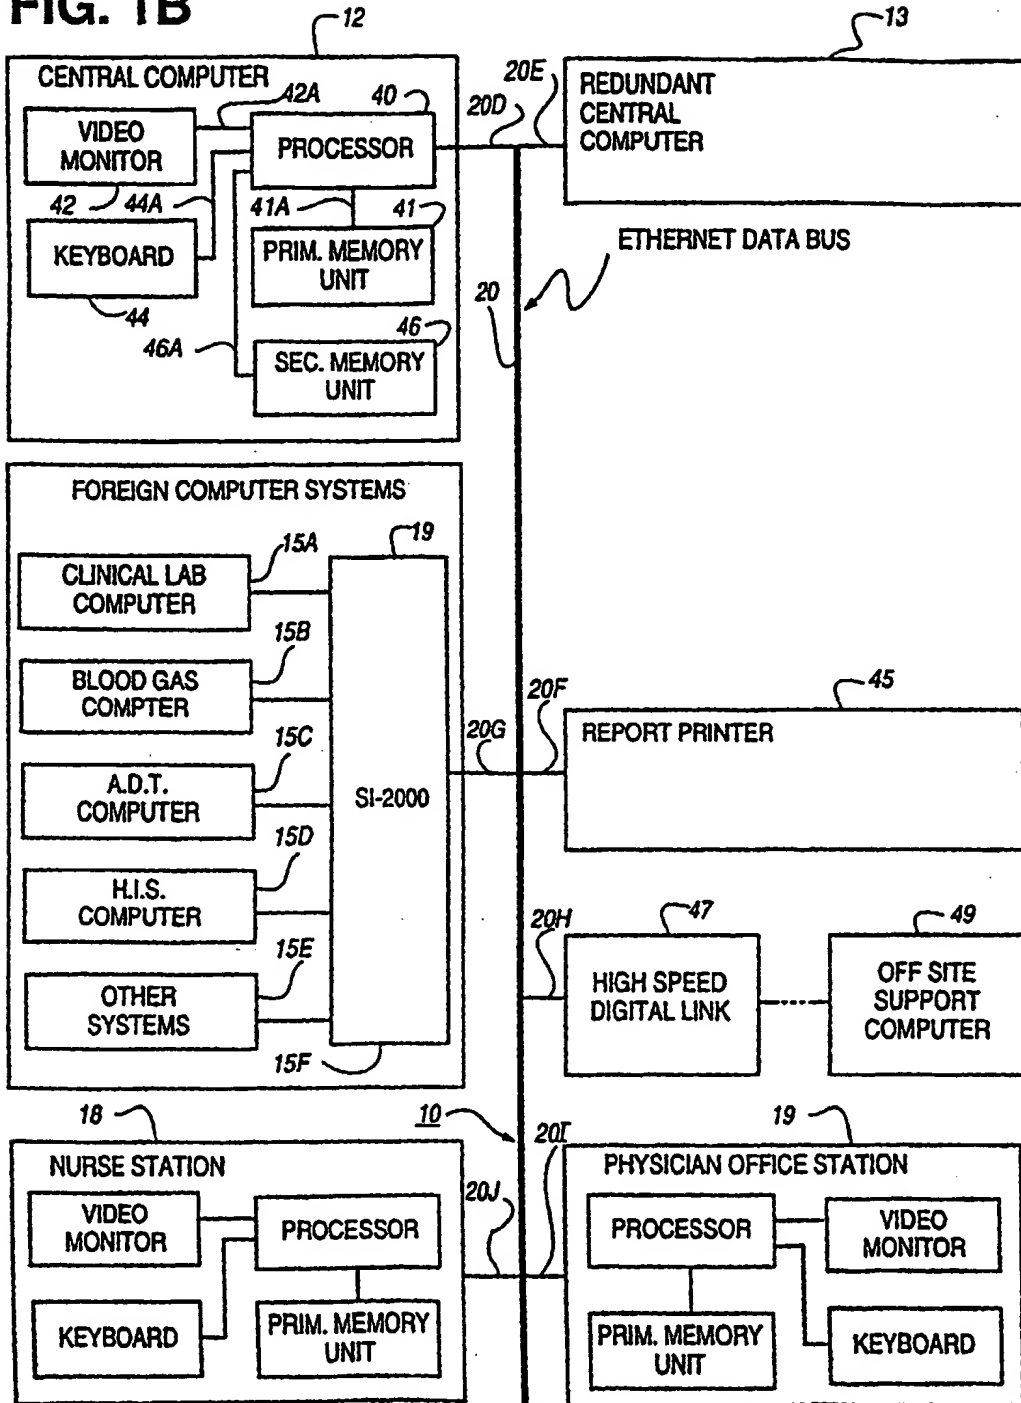 FIG. 1B
12
13
CENTRAL COMPUTER
42A
40
20D
20E
REDUNDANT
CENTRAL
COMPUTER
VIDEO
MONITOR
PROCESSOR
42
44A
41A
41
KEYBOARD
PRIM. MEMORY
UNIT
ETHERNET DATA BUS
20
44
46A
46
SEC. MEMORY
UNIT
FOREIGN COMPUTER SYSTEMS
19
15A
CLINICAL LAB
COMPUTER
15B
BLOOD GAS
COMPTER
15C
A.D.T.
COMPUTER
SI-2000
15D
H.I.S.
COMPUTER
15E
OTHER
SYSTEMS
15F
20G
20F
45
REPORT PRINTER
20H
47
49
HIGH SPEED
DIGITAL LINK
OFF SITE
SUPPORT
COMPUTER
18
10
20I
19
NURSE STATION
20J
PHYSICIAN OFFICE STATION
VIDEO
MONITOR
PROCESSOR
KEYBOARD
PRIM. MEMORY
UNIT
PROCESSOR
VIDEO
MONITOR
PRIM. MEMORY
UNIT
KEYBOARD